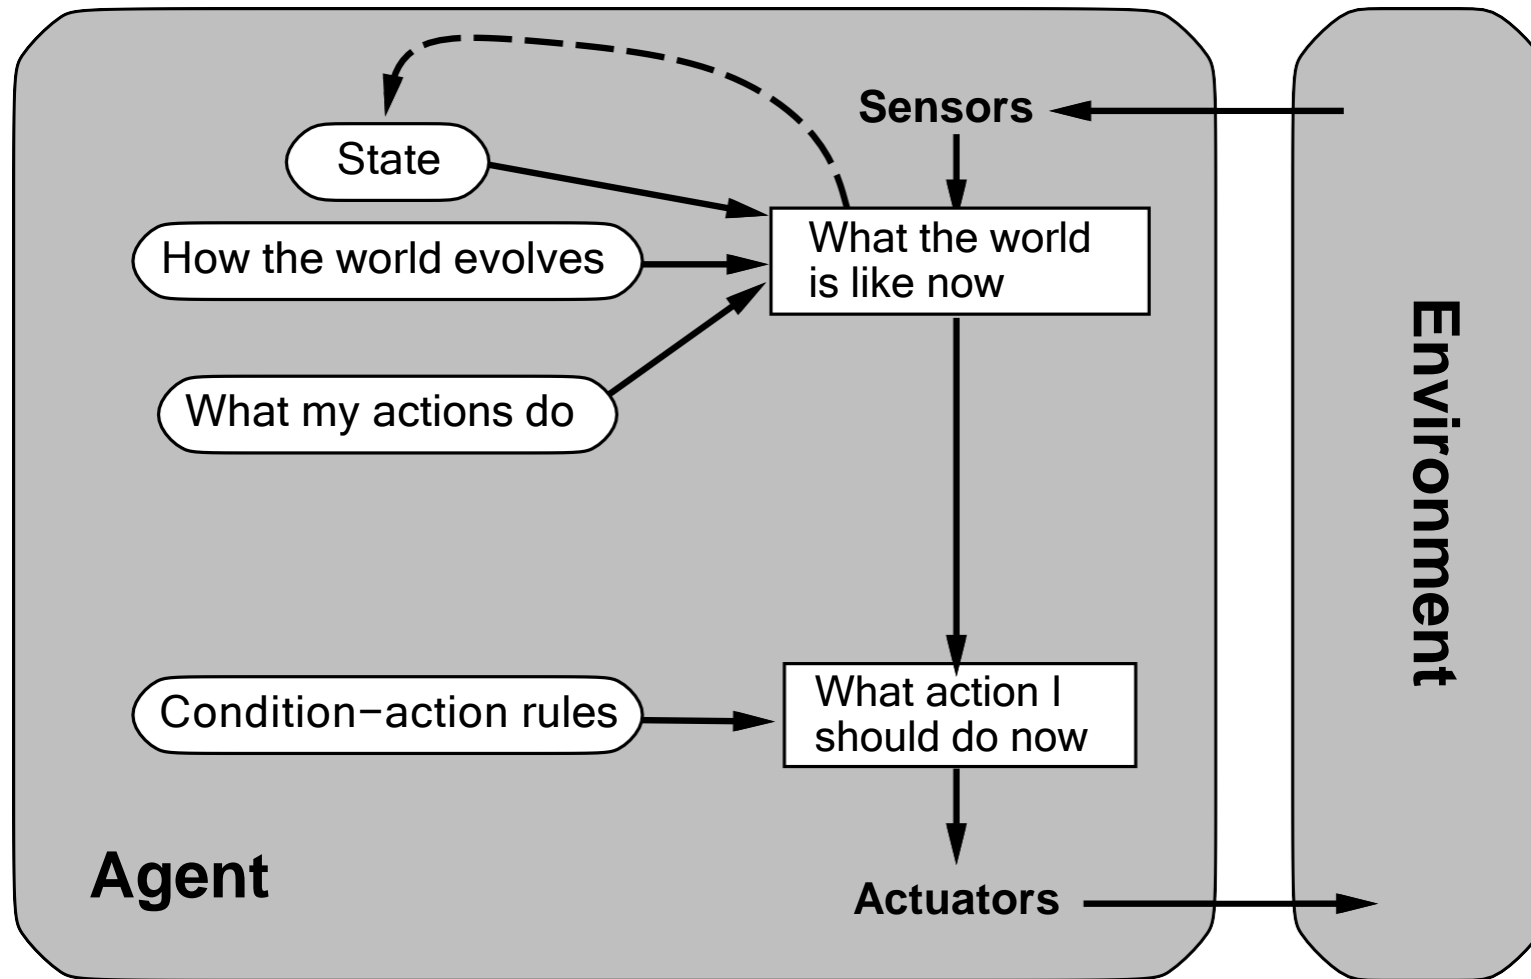 Sensors
State
How the world evolves
What the world
is like now
What my actions do
Environment
Condition−action rules
What action I
should do now
Agent
Actuators